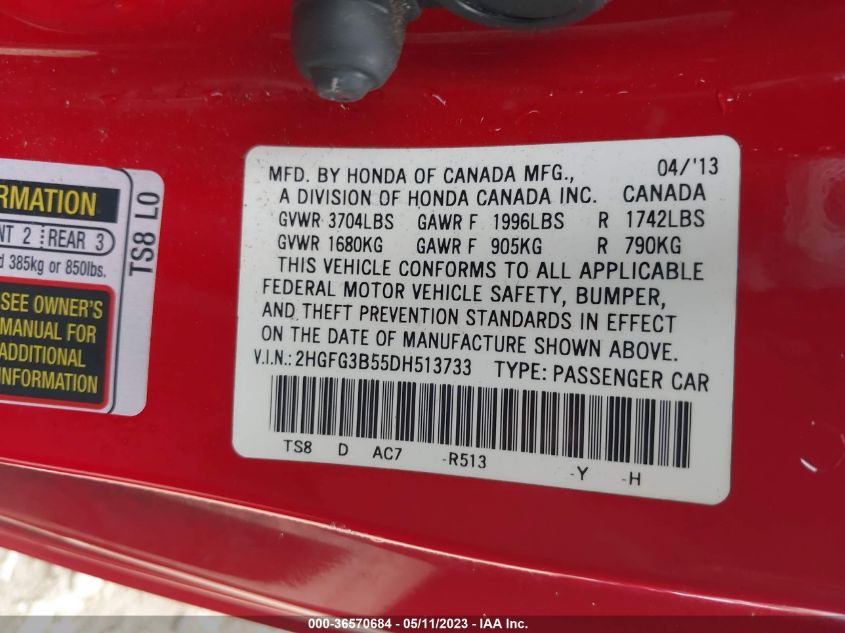 RMATION
NT 2 REAR 3
d 385kg or 850lbs.
SEE OWNER'S
MANUAL FOR
ADDITIONAL
INFORMATION
TS8 LO
MFD. BY HONDA OF CANADA MFG., 04/'13
A DIVISION OF HONDA CANADA INC. CANADA
GVWR 3704LBS GAWR F 1996LBS R 1742LBS
GVWR 1680KG GAWR F 905KG R 790KG
THIS VEHICLE CONFORMS TO ALL APPLICABLE
FEDERAL MOTOR VEHICLE SAFETY, BUMPER,
AND THEFT PREVENTION STANDARDS IN EFFECT
ON THE DATE OF MANUFACTURE SHOWN ABOVE.
V.I.N.: 2HGFG3B55DH513733 TYPE: PASSENGER CAR
TS8 D AC7 -R513 -Y -H
000-36570684 - 05/11/2023 - IAA Inc.